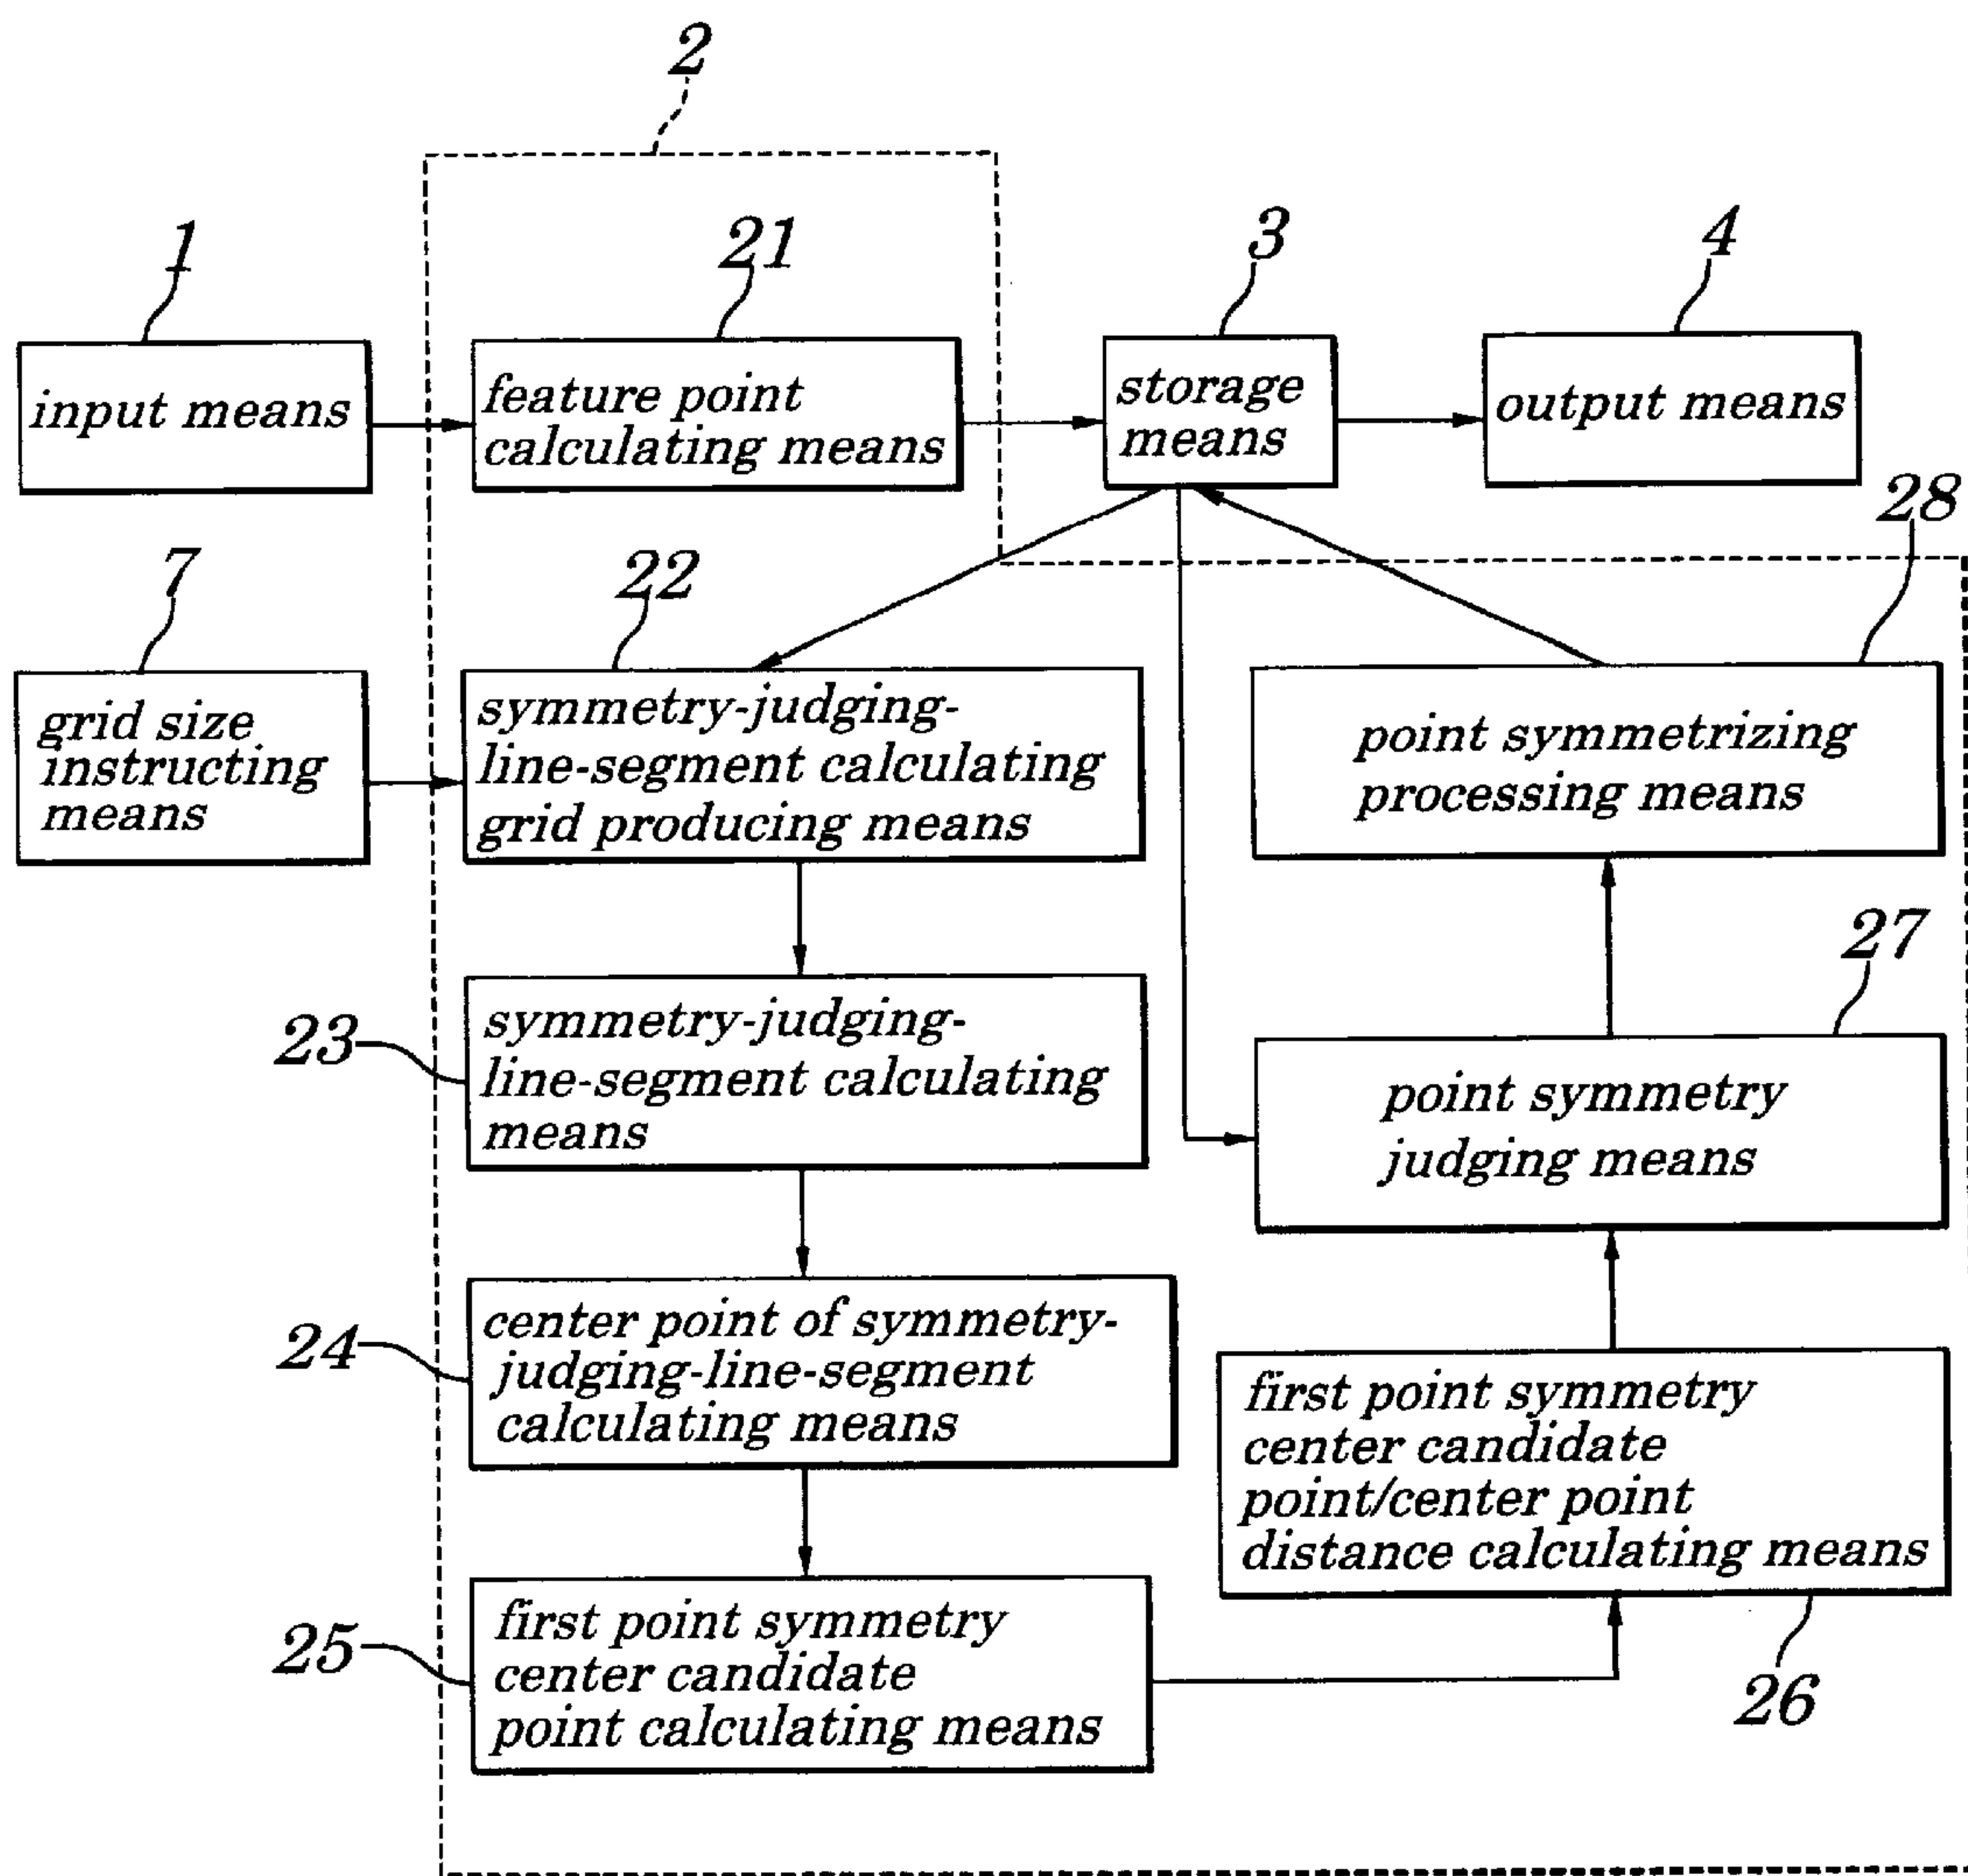 2
1
21
3
4
input means
feature point
calculating means
storage
means
output means
28
7
22
grid size
instructing
means
symmetry-judging-
line-segment calculating
grid producing means
point symmetrizing
processing means
27
23
symmetry-judging-
line-segment calculating
means
point symmetry
judging means
24
center point of symmetry-
judging-line-segment
calculating means
first point symmetry
center candidate
point/center point
distance calculating means
25
first point symmetry
center candidate
point calculating means
26